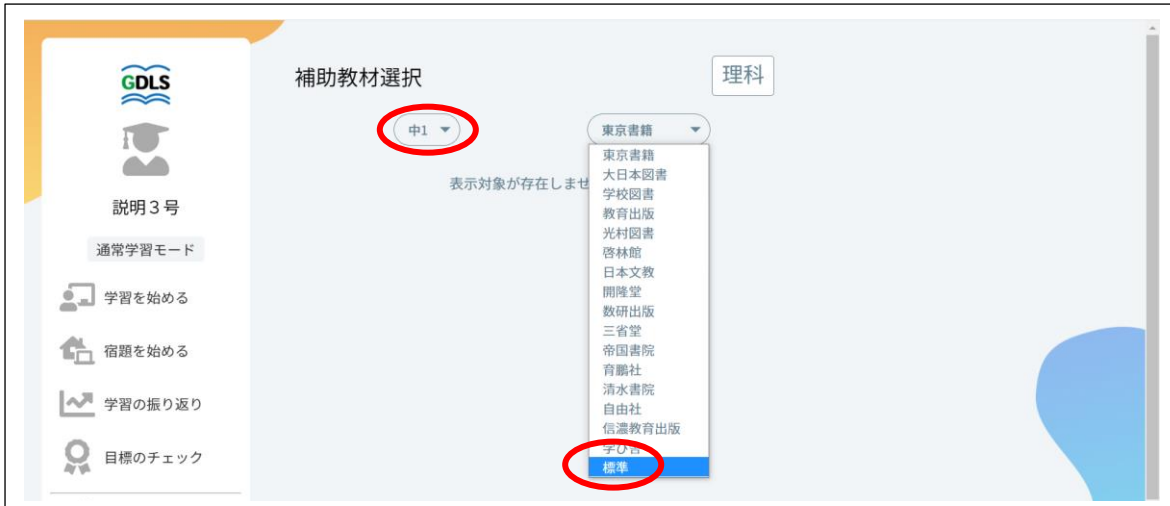 GDLS
補助教材選択
理科
中1
東京書籍
表示対象が存在しませ
東京書籍
大日本図書
学校図書
教育出版
光村図書
啓林館
日本文教
開隆堂
数研出版
三省堂
帝国書院
育鵬社
清水書院
自由社
信濃教育出版
学び舎
標準
説明３号
通常学習モード
学習を始める
宿題を始める
学習の振り返り
目標のチェック